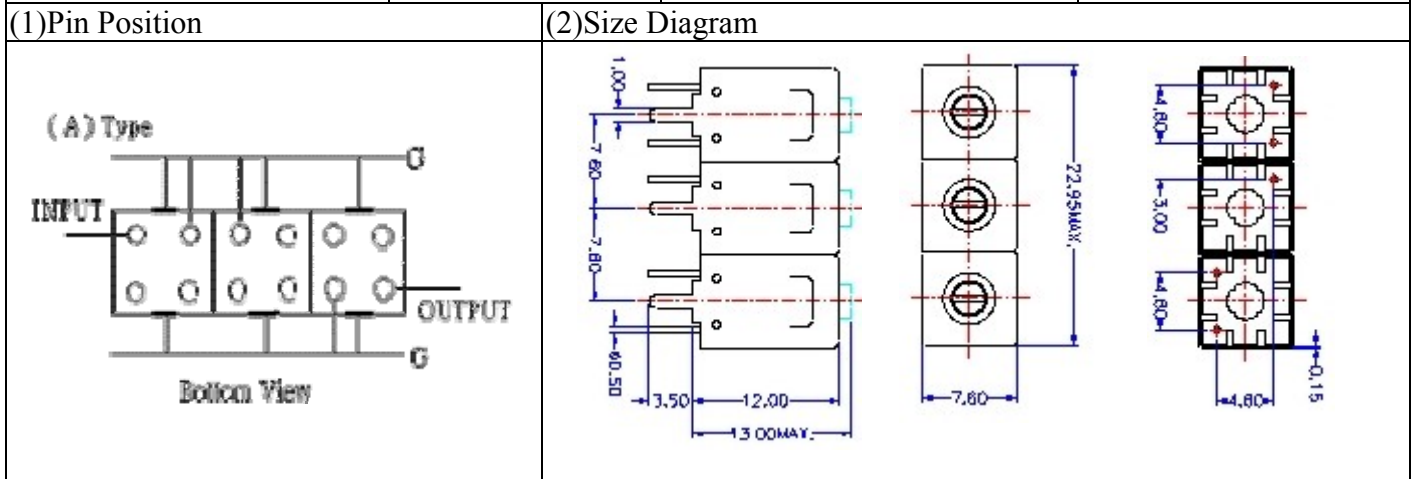 (1)Pin Position
(2)Size Diagram
(A) Type
G
INPUT
OUTPUT
G
Bottom View
1.00
7.60
7.60
ϕ0.50
3.50
12.00
13.00MAX.
22.95MAX.
7.60
4.80
3.00
4.80
4.80
0.15